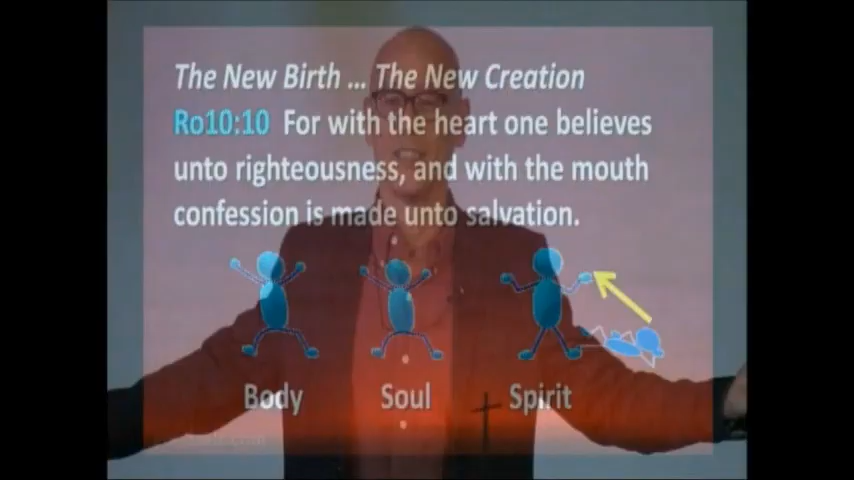 The New Birth ... The New Creation
Ro10:10 For with the heart one believes
unto righteousness, and with the mouth
confession is made unto salvation.
Body Soul Spirit